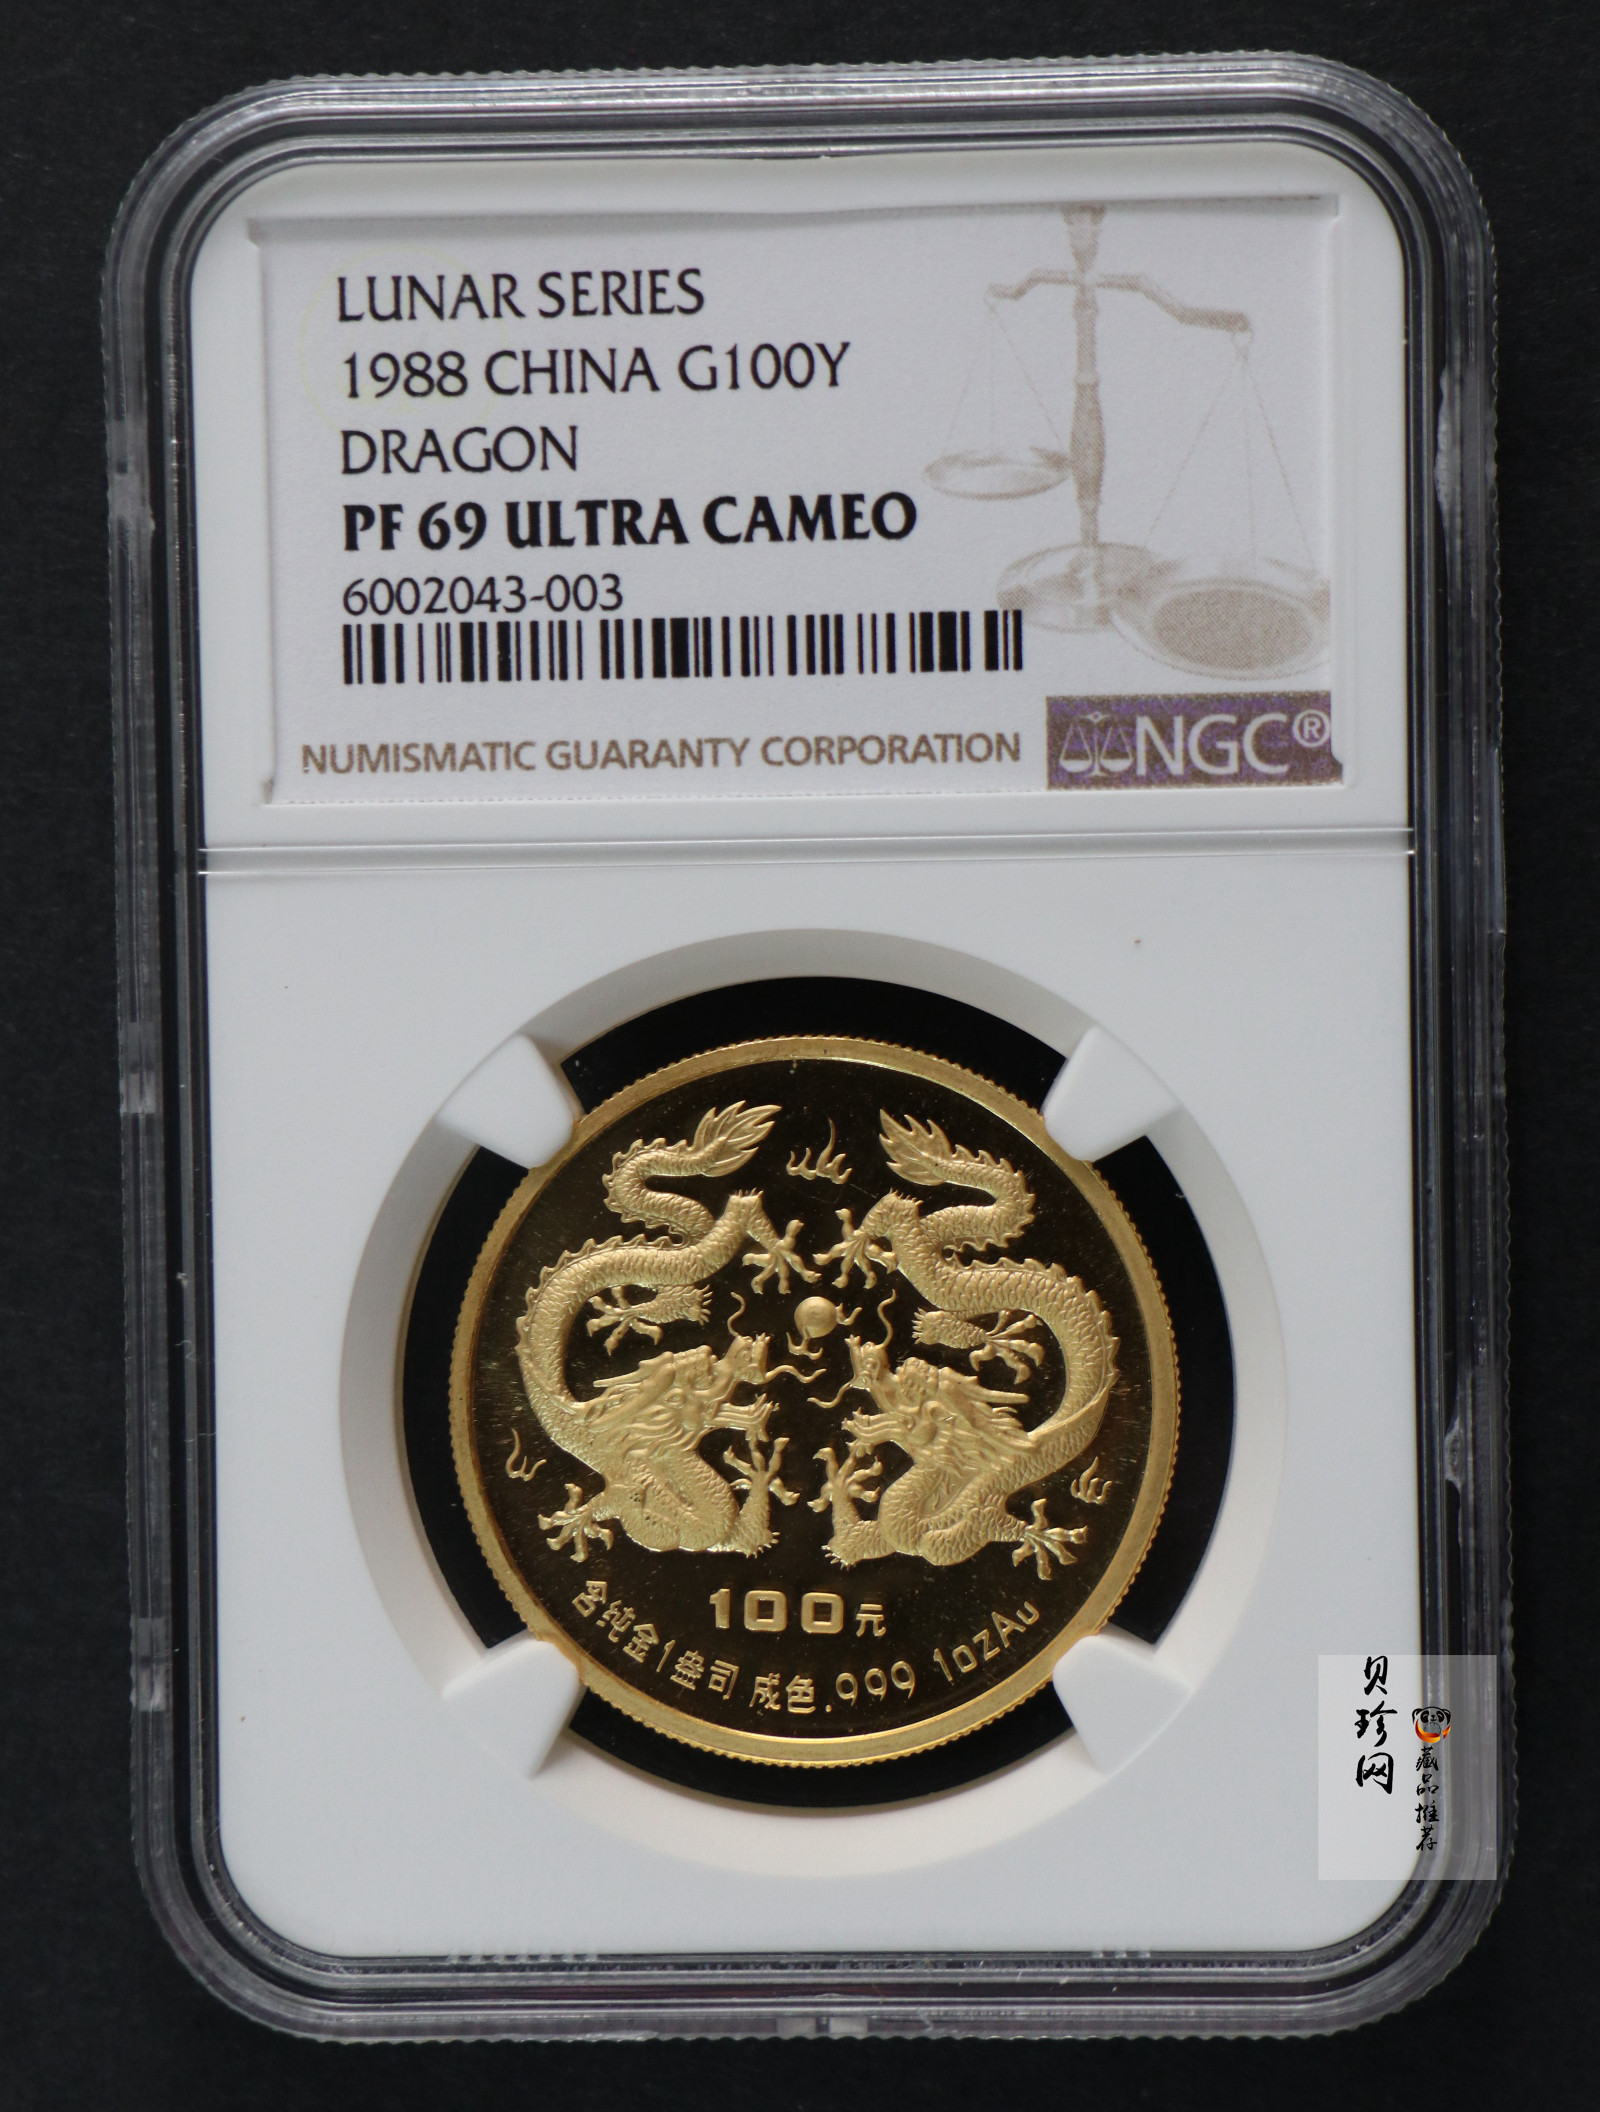 LUNAR SERIES
1988 CHINA G100Y
DRAGON
PF 69 ULTRA CAMEO
6002043-003
NUMISMATIC GUARANTY CORPORATION
NGC®
100元
含纯金1盎司 成色.999 1ozAu
贝珍网
藏品推荐